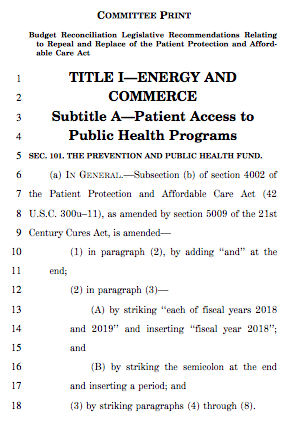 COMMITTEE PRINT
Budget Reconciliation Legislative Recommendations Relating
to Repeal and Replace of the Patient Protection and Afford-
able Care Act
1 TITLE I—ENERGY AND
2 COMMERCE
3 Subtitle A—Patient Access to
4 Public Health Programs
5 SEC. 101. THE PREVENTION AND PUBLIC HEALTH FUND.
6 (a) IN GENERAL.—Subsection (b) of section 4002 of
7 the Patient Protection and Affordable Care Act (42
8 U.S.C. 300u–11), as amended by section 5009 of the 21st
9 Century Cures Act, is amended—
10 (1) in paragraph (2), by adding “and” at the
11 end;
12 (2) in paragraph (3)—
13 (A) by striking “each of fiscal years 2018
14 and 2019” and inserting “fiscal year 2018”;
15 and
16 (B) by striking the semicolon at the end
17 and inserting a period; and
18 (3) by striking paragraphs (4) through (8).